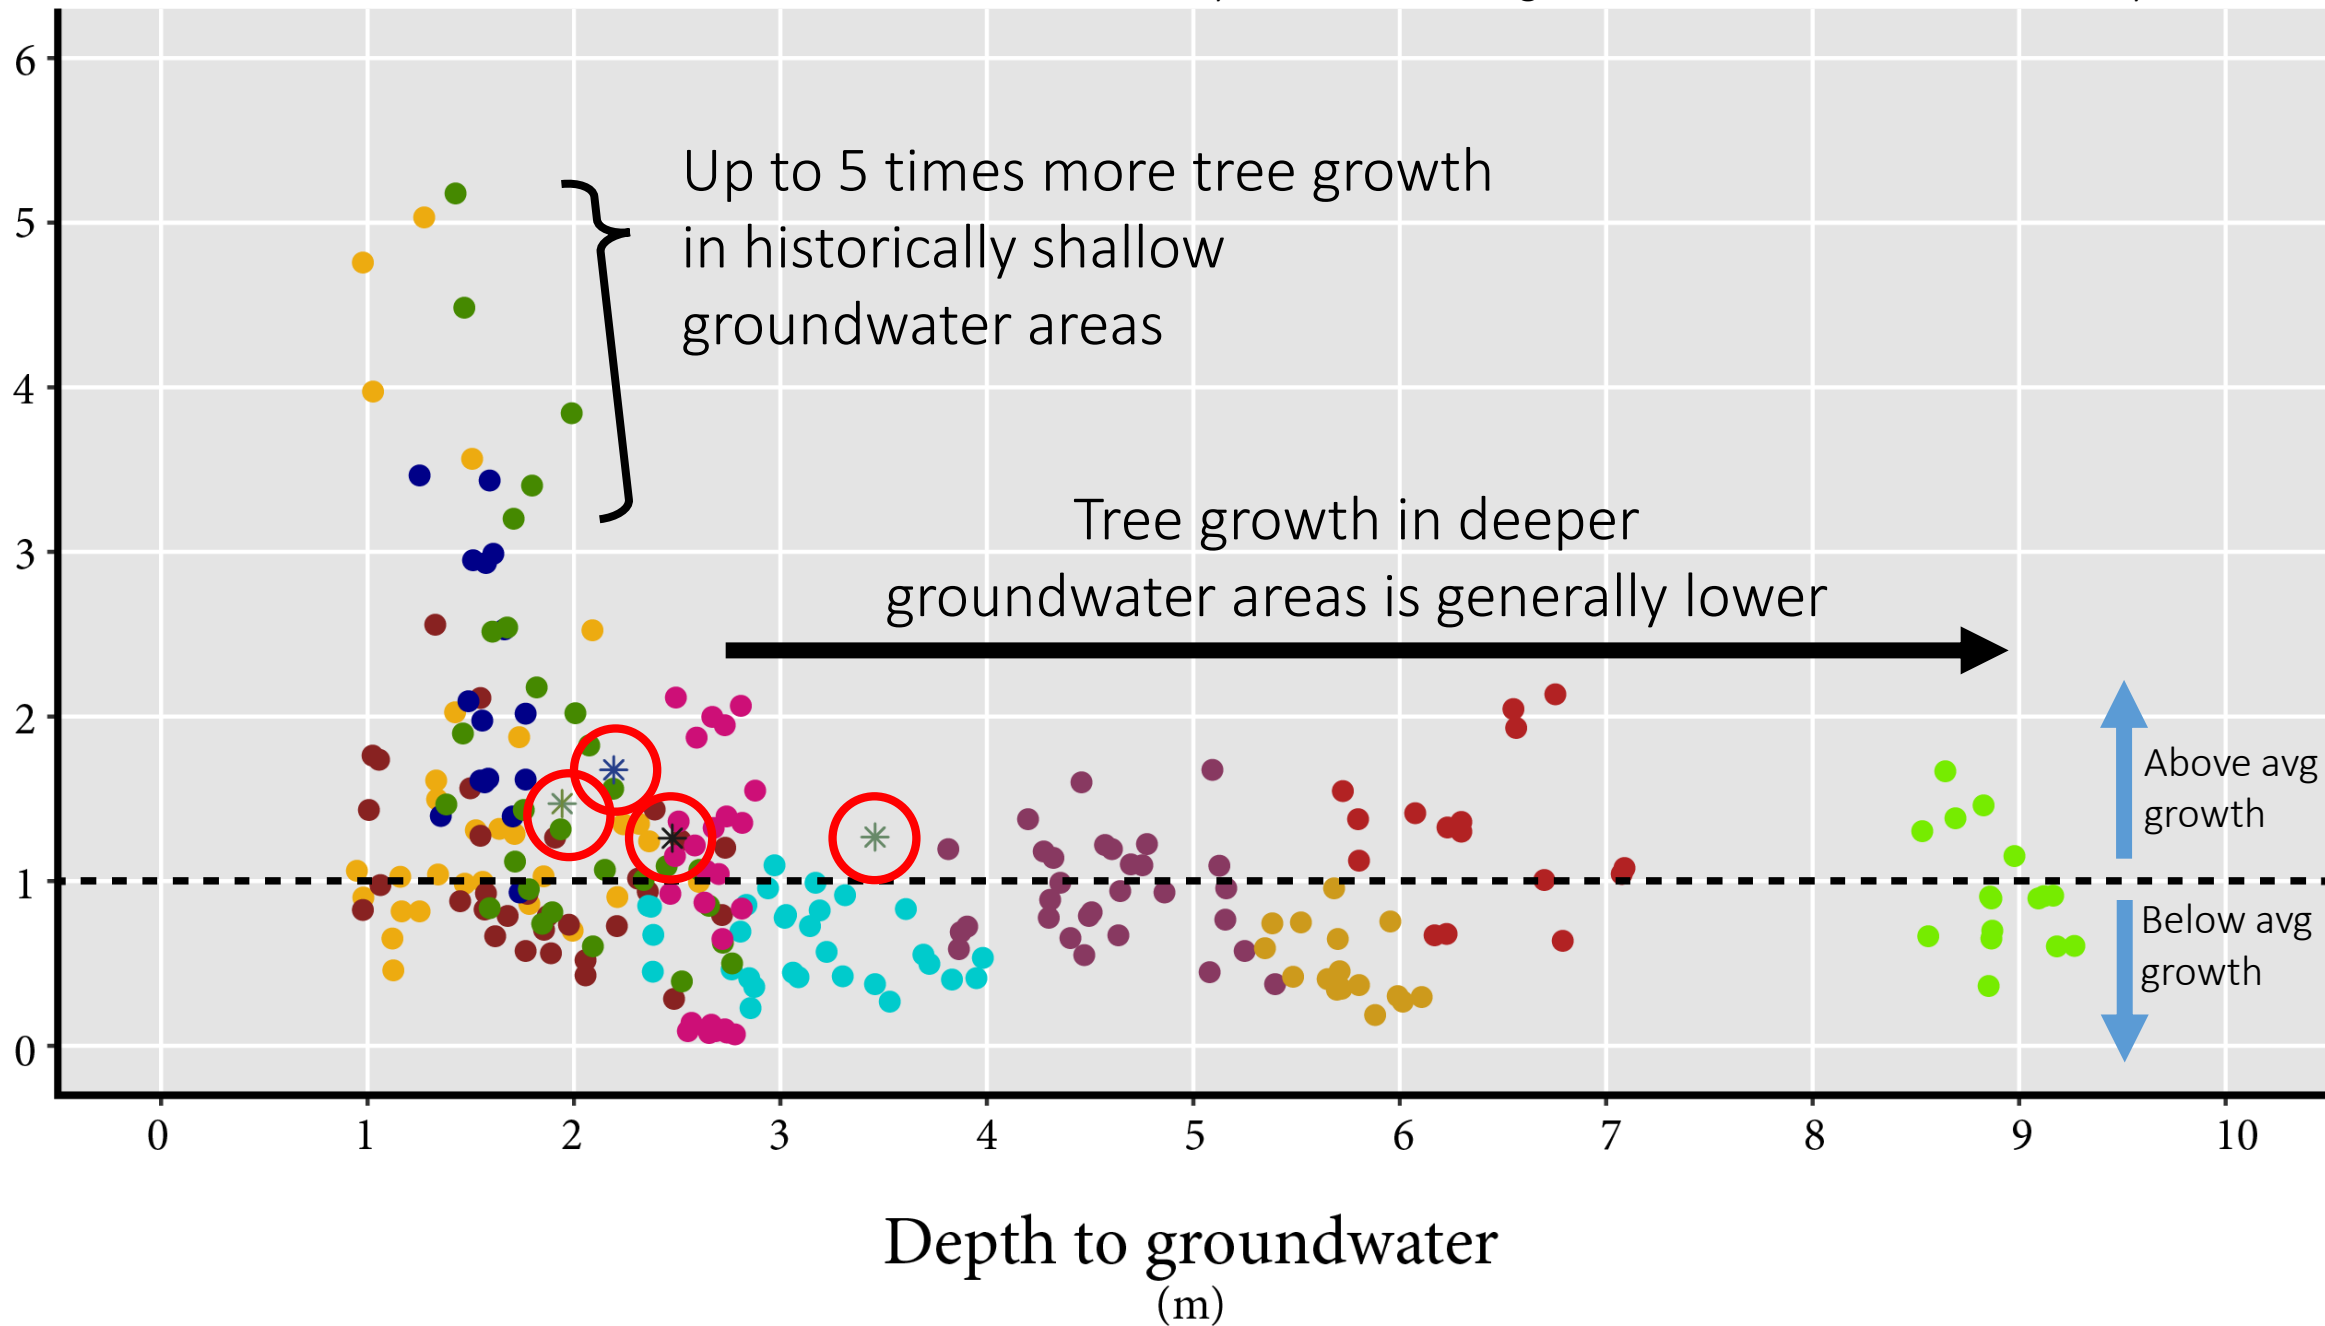 6
5
4
3
2
1
0
Up to 5 times more tree growth
in historically shallow
groundwater areas
Tree growth in deeper
groundwater areas is generally lower
Above avg
growth
Below avg
growth
0 1 2 3 4 5 6 7 8 9 10
Depth to groundwater
(m)